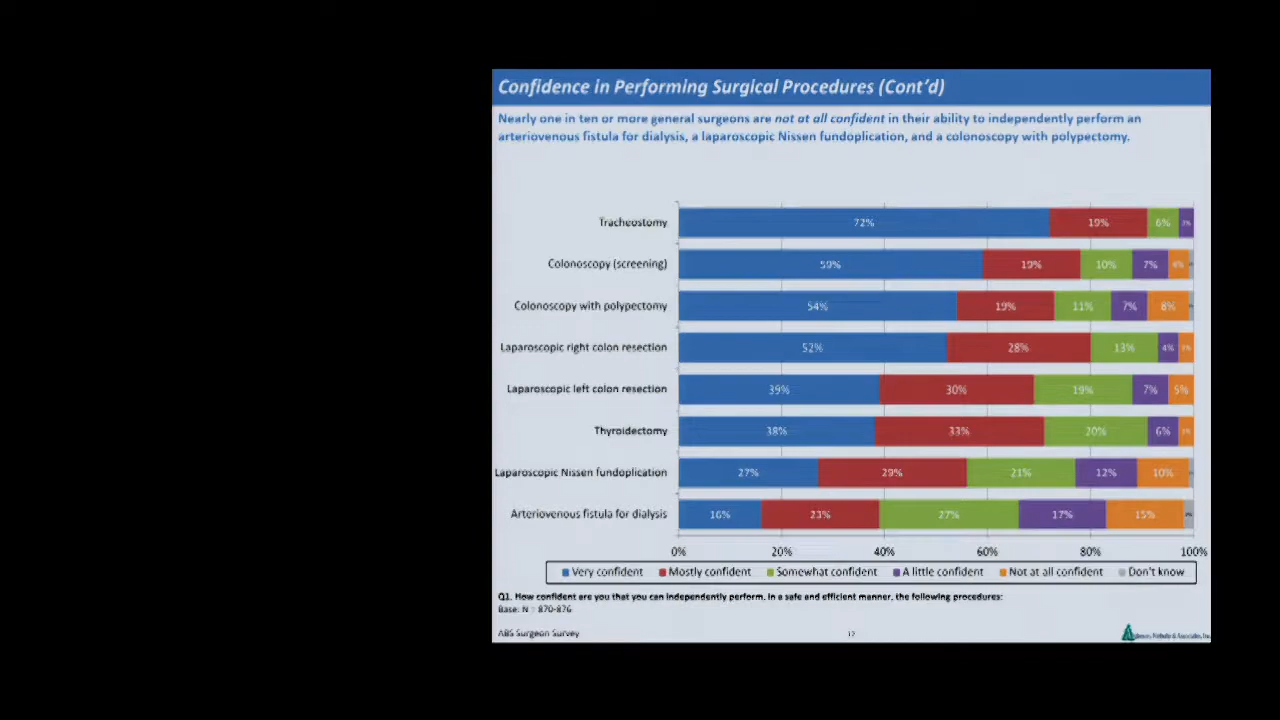 Confidence in Performing Surgical Procedures (Cont'd)
Nearly one in ten or more general surgeons are not at all confident in their ability to independently perform an
arteriovenous fistula for dialysis, a laparoscopic Nissen fundoplication, and a colonoscopy with polypectomy.
Tracheostomy 72% 19% 6%
Colonoscopy (screening) 59% 19% 10% 7% 4%
Colonoscopy with polypectomy 54% 19% 11% 7% 8%
Laparoscopic right colon resection 52% 28% 13% 4%
Laparoscopic left colon resection 39% 30% 19% 7% 5%
Thyroidectomy 38% 33% 20% 6%
Laparoscopic Nissen fundoplication 27% 29% 21% 12% 10%
Arteriovenous fistula for dialysis 16% 23% 27% 17% 15%
0% 20% 40% 60% 80% 100%
Very confident Mostly confident Somewhat confident A little confident Not at all confident Don't know
Q1. How confident are you that you can independently perform, in a safe and efficient manner, the following procedures:
Base: N = 870-876
ABS Surgeon Survey 12
& Associates, Inc.